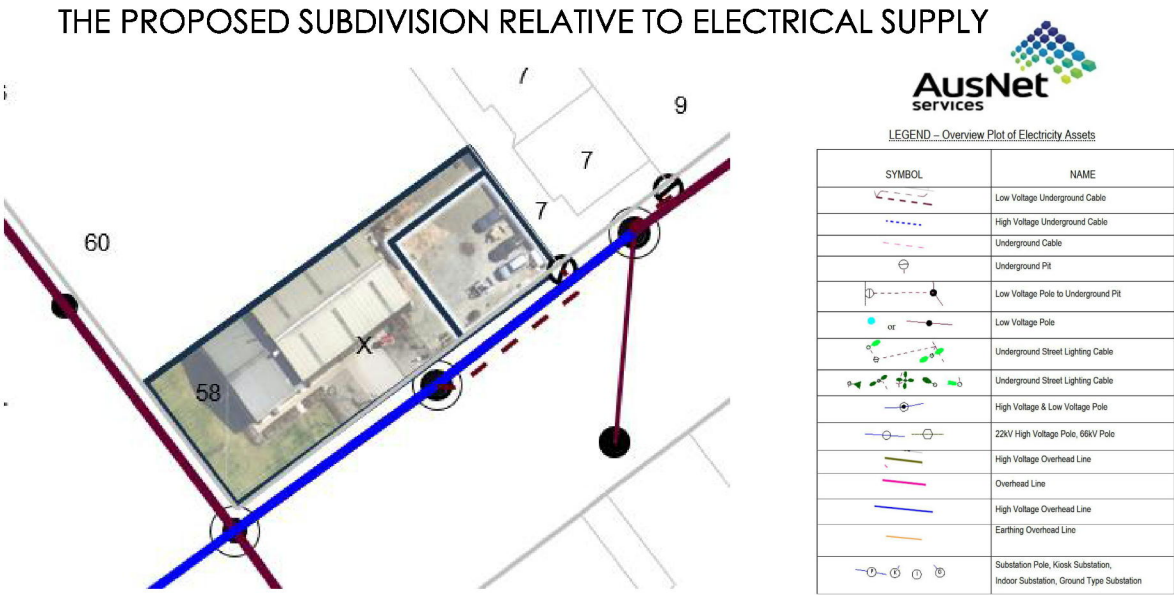 THE PROPOSED SUBDIVISION RELATIVE TO ELECTRICAL SUPPLY
AusNet
services
LEGEND – Overview Plot of Electricity Assets
SYMBOL NAME
Low Voltage Underground Cable
High Voltage Underground Cable
Underground Cable
Underground Pit
Low Voltage Pole to Underground Pit
or Low Voltage Pole
Underground Street Lighting Cable
Underground Street Lighting Cable
High Voltage & Low Voltage Pole
22kV High Voltage Pole, 66kV Pole
High Voltage Overhead Line
Overhead Line
High Voltage Overhead Line
Earthing Overhead Line
Substation Pole, Kiosk Substation,
Indoor Substation, Ground Type Substation
7
9
7
7
60
X
58